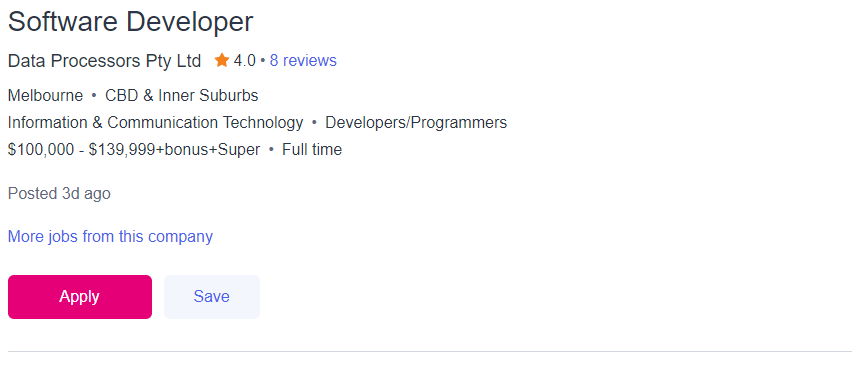 Software Developer
Data Processors Pty Ltd 4.0 • 8 reviews
Melbourne • CBD & Inner Suburbs
Information & Communication Technology • Developers/Programmers
$100,000 - $139,999+bonus+Super • Full time
Posted 3d ago
More jobs from this company
Apply Save